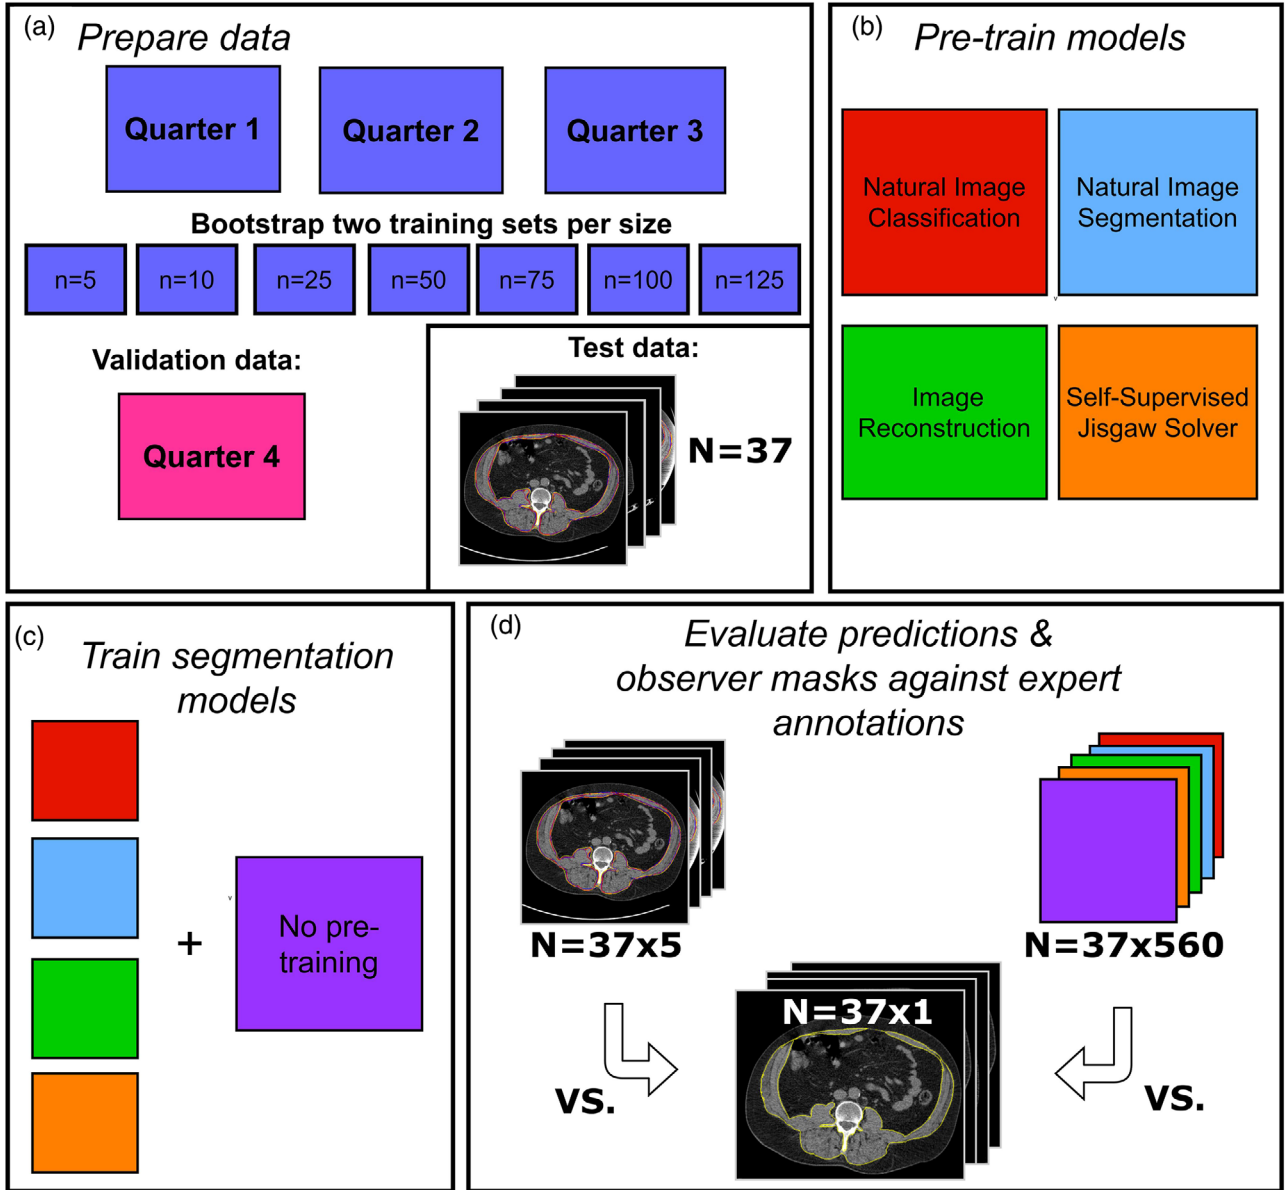 (a) Prepare data
Quarter 1
Quarter 2
Quarter 3
Bootstrap two training sets per size
n=5
n=10
n=25
n=50
n=75
n=100
n=125
Validation data:
Quarter 4
Test data:
N=37
(b) Pre-train models
Natural Image
Classification
Natural Image
Segmentation
v
Image
Reconstruction
Self-Supervised
Jisgaw Solver
(c)
Train segmentation
models
v
+
No pre-
training
(d)
Evaluate predictions &
observer masks against expert
annotations
N=37x5
N=37x560
N=37x1
VS.
VS.